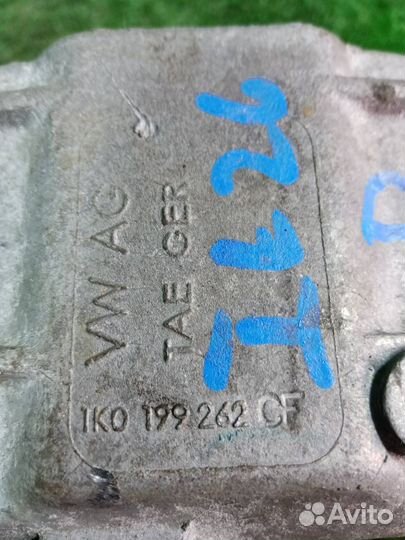 VW AG
TAE GER.
1K0 199 262 CF
Avito